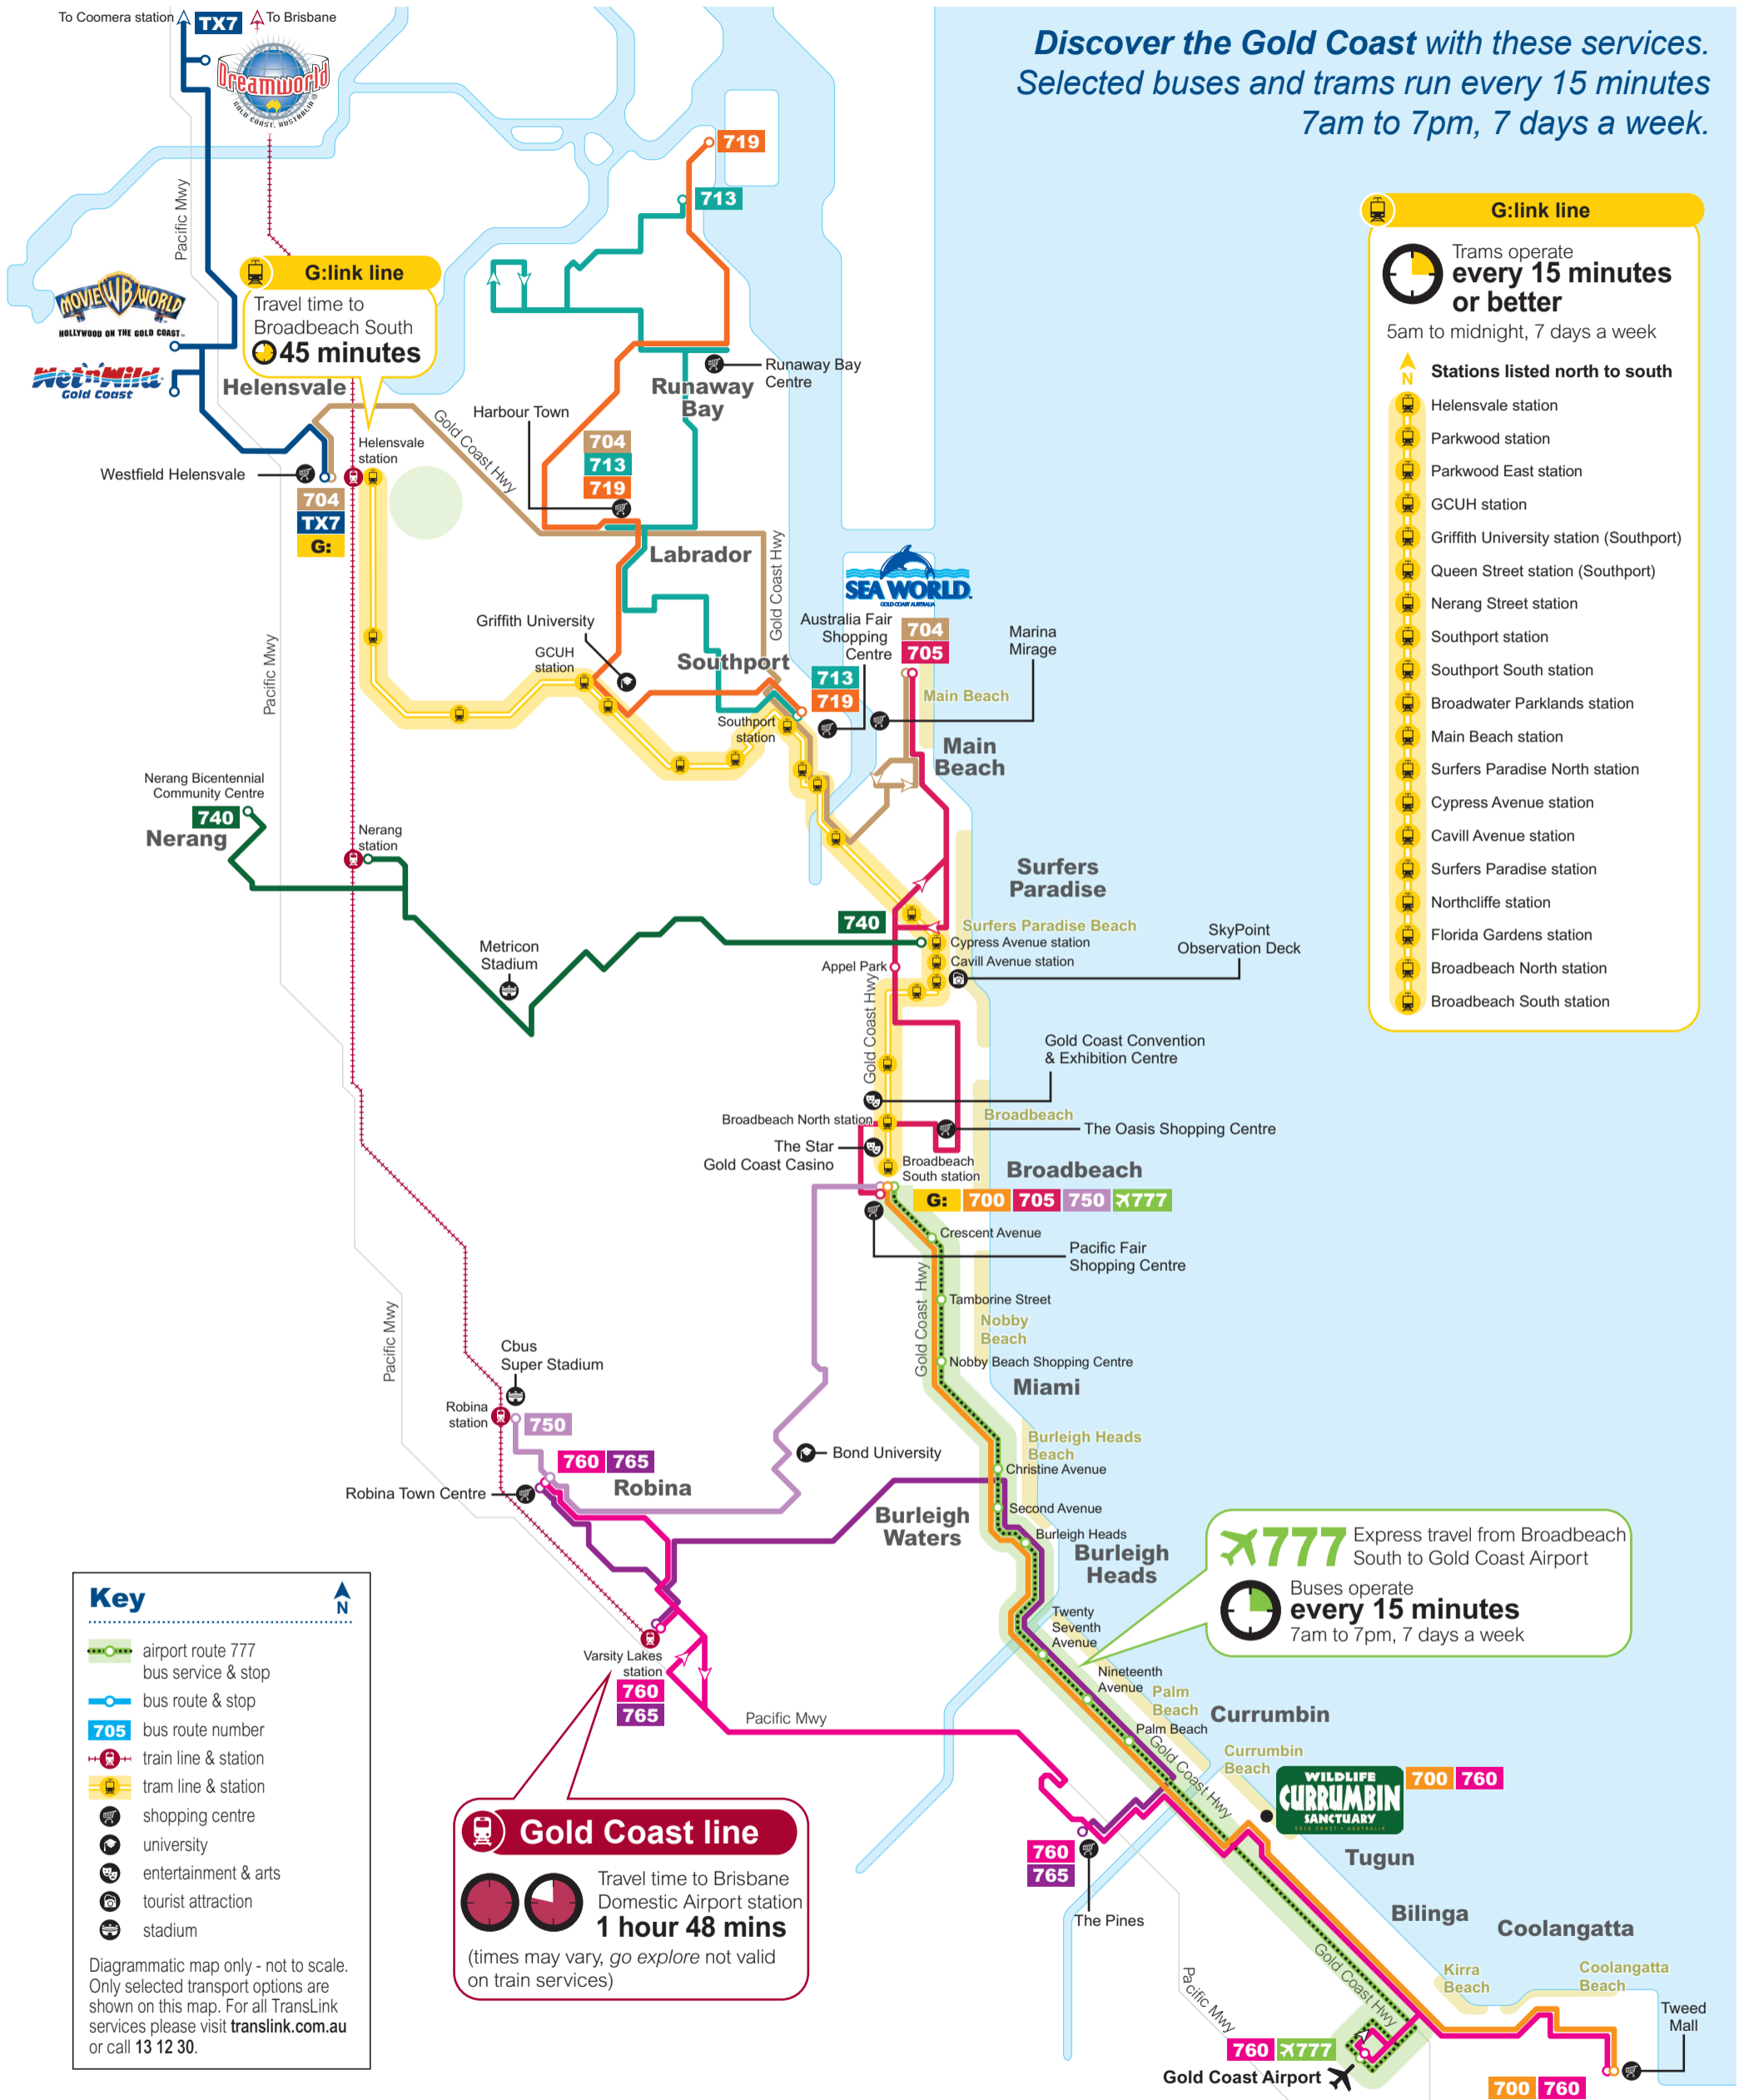 Discover the Gold Coast with these services.
Selected buses and trams run every 15 minutes
7am to 7pm, 7 days a week.
To Coomera station
TX7
To Brisbane
Dreamworld
GOLD COAST, AUSTRALIA
Pacific Mwy
719
713
MOVIE WB WORLD
HOLLYWOOD ON THE GOLD COAST
Wet'n'Wild
Gold Coast
G:link line
Travel time to
Broadbeach South
45 minutes
Helensvale
Helensvale
station
Westfield Helensvale
704
TX7
G:
Gold Coast Hwy
Harbour Town
704
713
719
Runaway Bay
Centre
Runaway
Bay
Labrador
Gold Coast Hwy
SEA WORLD
GOLD COAST AUSTRALIA
Australia Fair
Shopping
Centre
704
705
Marina
Mirage
Griffith University
GCUH
station
Southport
713
719
Southport
station
Main Beach
Main
Beach
Pacific Mwy
Nerang Bicentennial
Community Centre
740
Nerang
Nerang
station
Metricon
Stadium
Surfers
Paradise
740
Surfers Paradise Beach
Cypress Avenue station
Cavill Avenue station
Appel Park
SkyPoint
Observation Deck
Gold Coast Hwy
Gold Coast Convention
& Exhibition Centre
Broadbeach North station
Broadbeach
The Oasis Shopping Centre
The Star
Gold Coast Casino
Broadbeach
South station
Broadbeach
G:
700
705
750
777
Crescent Avenue
Pacific Fair
Shopping Centre
Gold Coast Hwy
Tamborine Street
Nobby
Beach
Nobby Beach Shopping Centre
Miami
Pacific Mwy
Cbus
Super Stadium
Robina
station
750
760
765
Robina Town Centre
Robina
Bond University
Burleigh Heads
Beach
Christine Avenue
Second Avenue
Burleigh
Waters
Burleigh Heads
Burleigh
Heads
Twenty
Seventh
Avenue
Nineteenth
Avenue
Palm
Beach
Palm Beach
Gold Coast Hwy
777
Express travel from Broadbeach
South to Gold Coast Airport
Buses operate
every 15 minutes
7am to 7pm, 7 days a week
Varsity Lakes
station
760
765
Pacific Mwy
Currumbin
Currumbin
Beach
WILDLIFE
CURRUMBIN
SANCTUARY
GOLD COAST • AUSTRALIA
700
760
Tugun
760
765
The Pines
Bilinga
Coolangatta
Gold Coast Hwy
Pacific Mwy
Kirra
Beach
Coolangatta
Beach
Tweed
Mall
760
777
Gold Coast Airport
700
760
G:link line
Trams operate
every 15 minutes
or better
5am to midnight, 7 days a week
N
Stations listed north to south
Helensvale station
Parkwood station
Parkwood East station
GCUH station
Griffith University station (Southport)
Queen Street station (Southport)
Nerang Street station
Southport station
Southport South station
Broadwater Parklands station
Main Beach station
Surfers Paradise North station
Cypress Avenue station
Cavill Avenue station
Surfers Paradise station
Northcliffe station
Florida Gardens station
Broadbeach North station
Broadbeach South station
Key
N
airport route 777
bus service & stop
bus route & stop
705
bus route number
train line & station
tram line & station
shopping centre
university
entertainment & arts
tourist attraction
stadium
Diagrammatic map only - not to scale.
Only selected transport options are
shown on this map. For all TransLink
services please visit translink.com.au
or call 13 12 30.
Gold Coast line
Travel time to Brisbane
Domestic Airport station
1 hour 48 mins
(times may vary, go explore not valid
on train services)